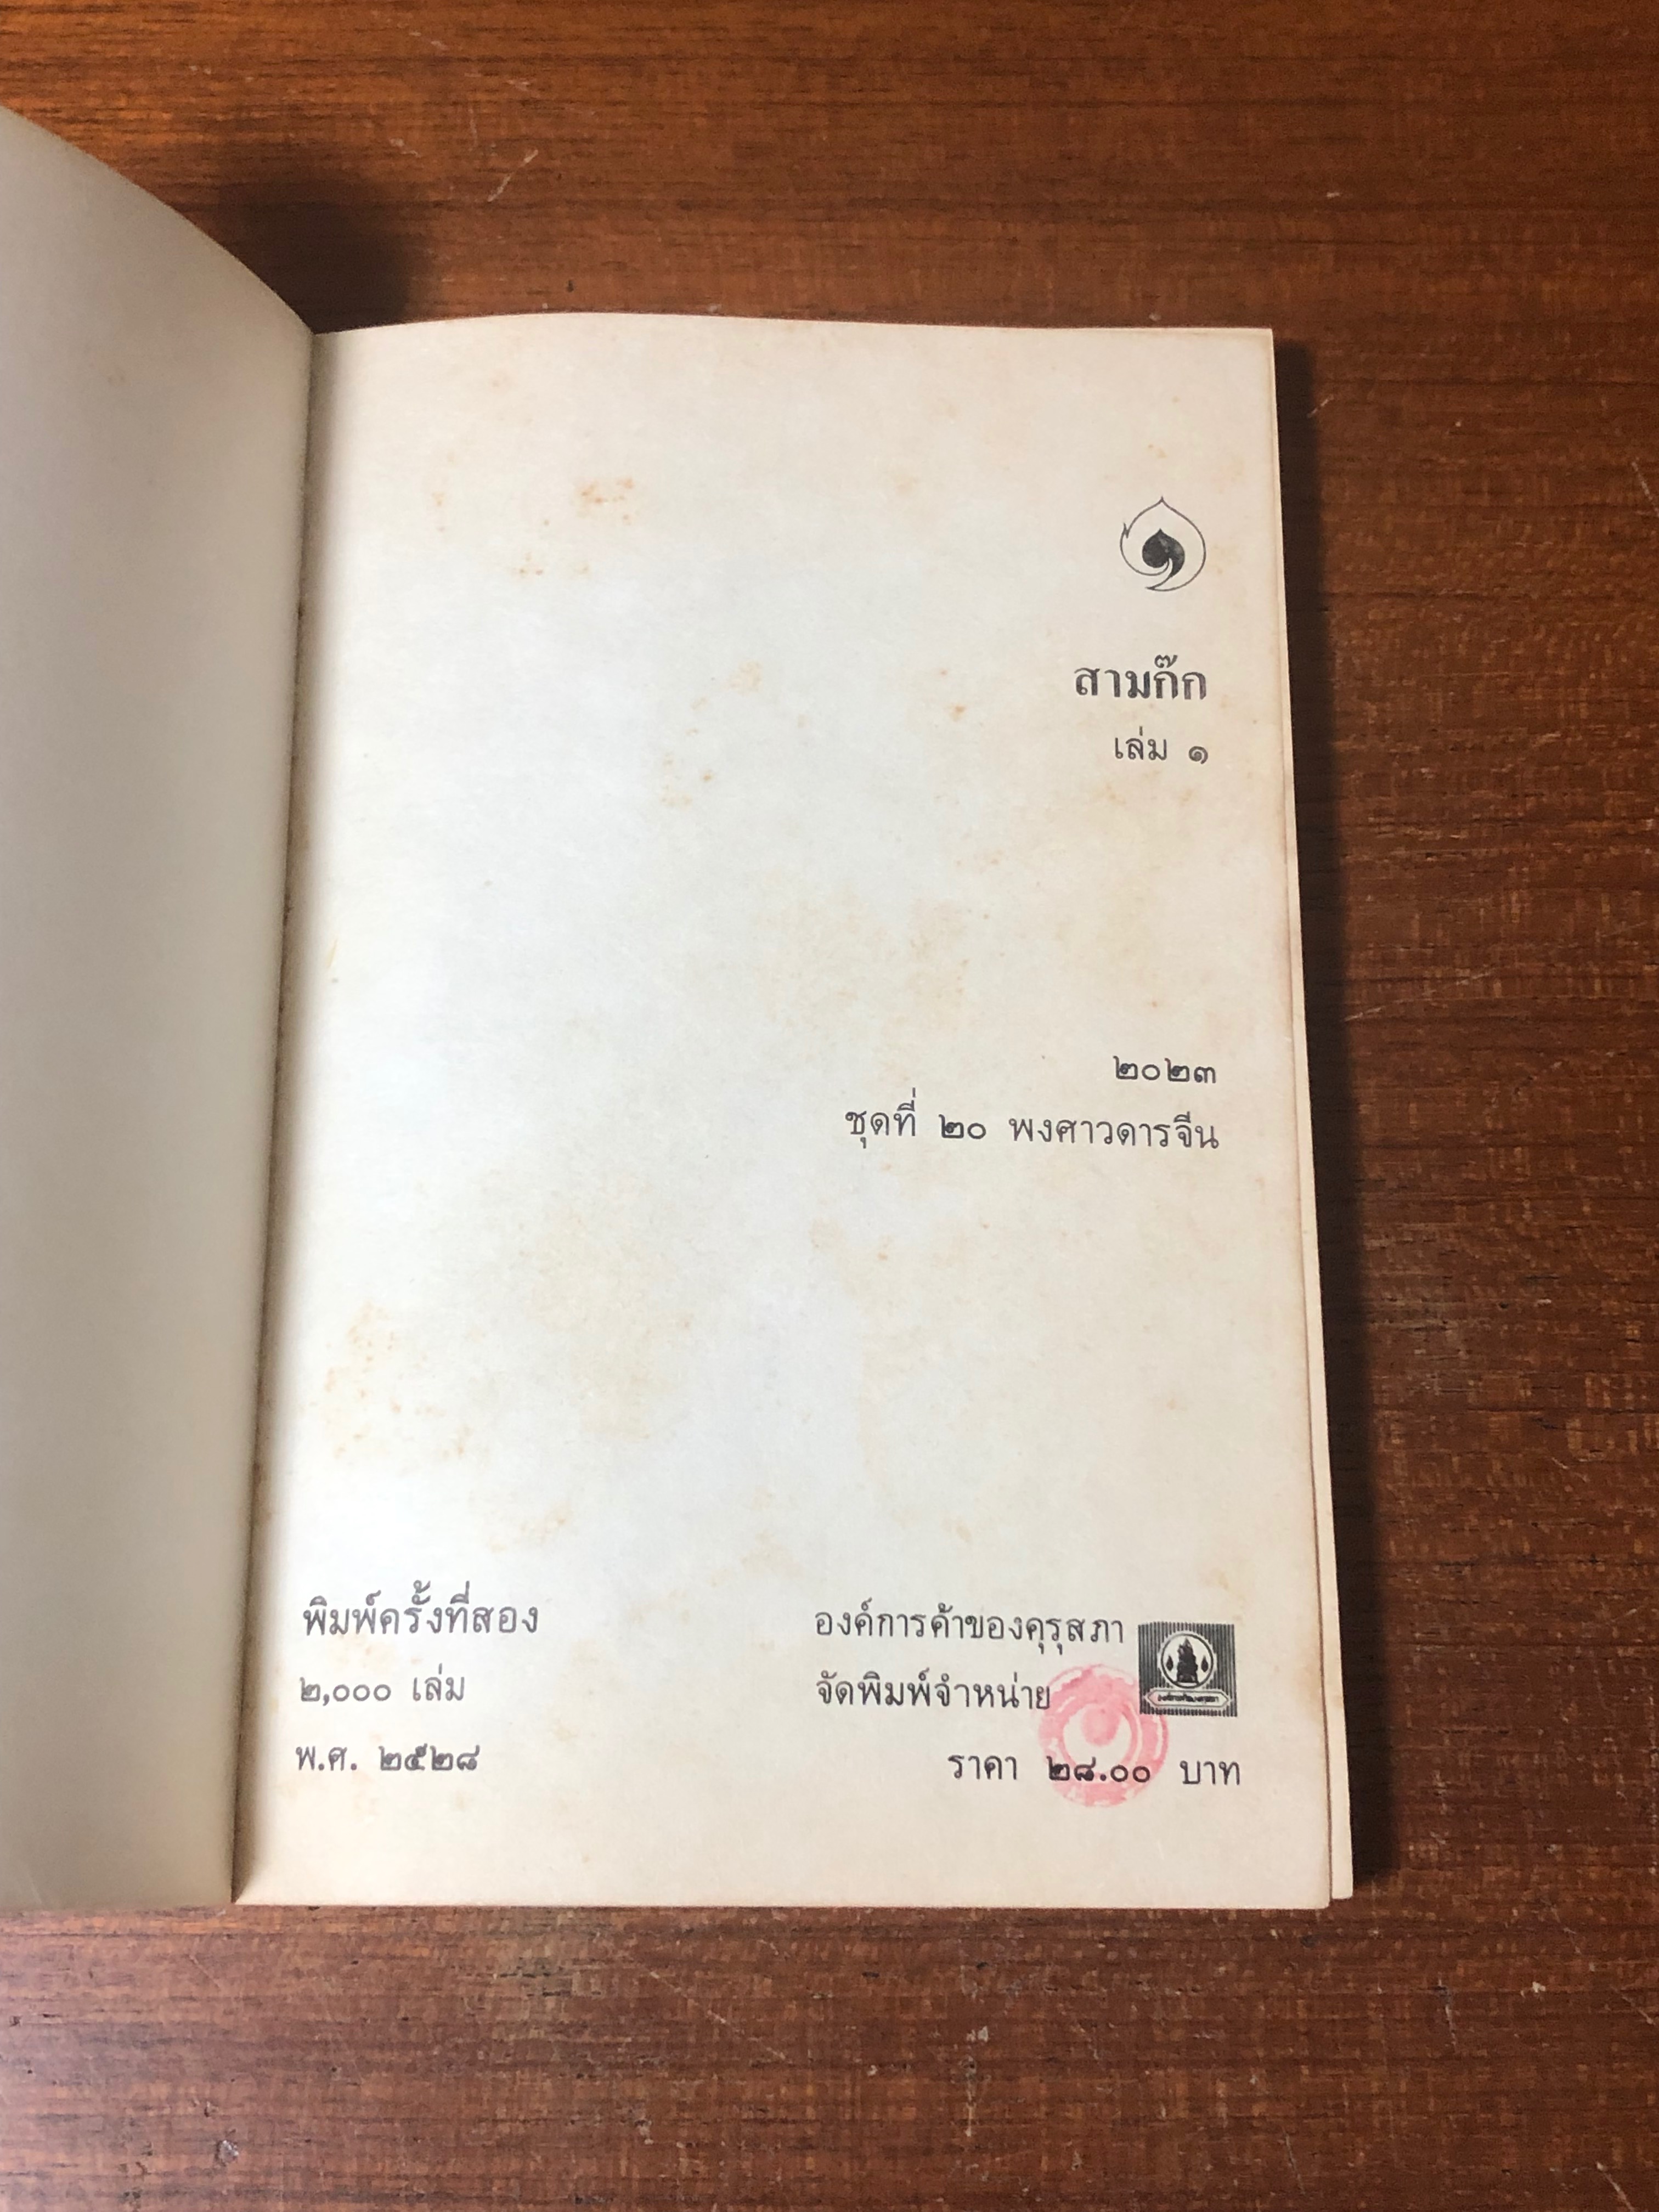 สามก๊ก
เล่ม ๑
๒๐๒๓
ชุดที่ ๒๐ พงศาวดารจีน
พิมพ์ครั้งที่สอง
๒,๐๐๐ เล่ม
พ.ศ. ๒๕๒๘
องค์การค้าของคุรุสภา
จัดพิมพ์จำหน่าย
ราคา ๒๘.๐๐ บาท